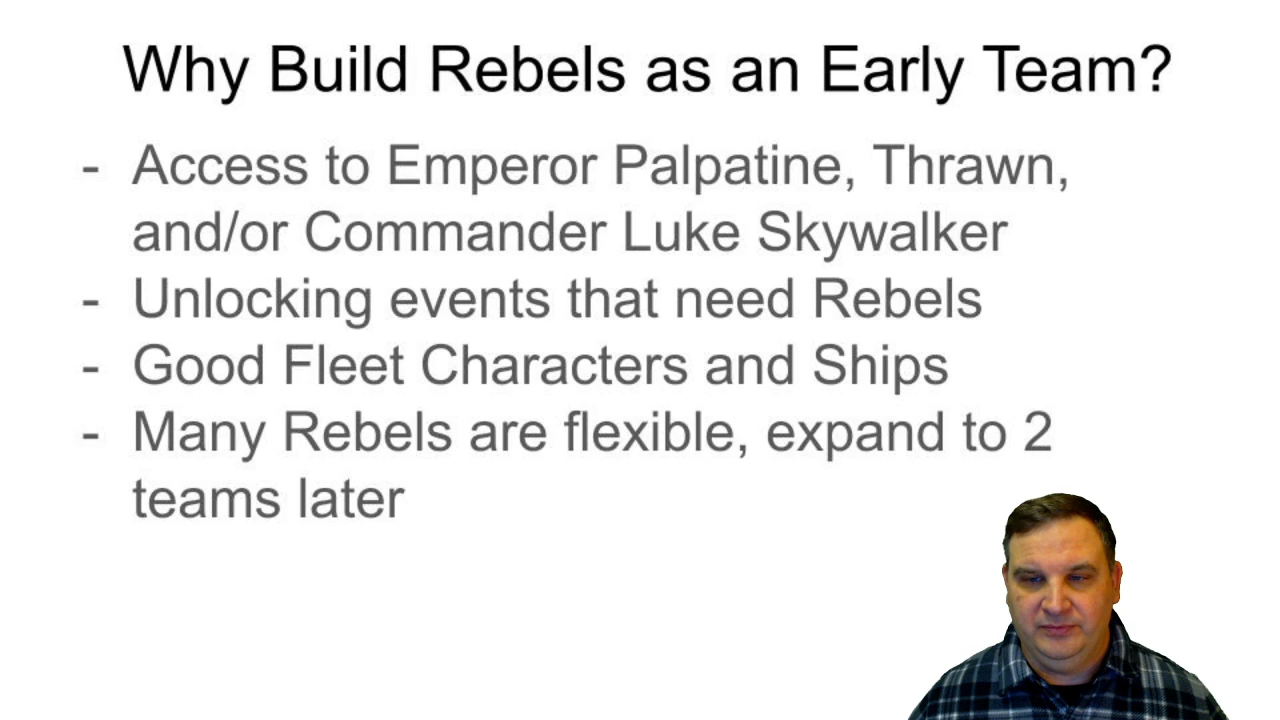 Why Build Rebels as an Early Team?
- Access to Emperor Palpatine, Thrawn,
and/or Commander Luke Skywalker
- Unlocking events that need Rebels
- Good Fleet Characters and Ships
- Many Rebels are flexible, expand to 2
teams later